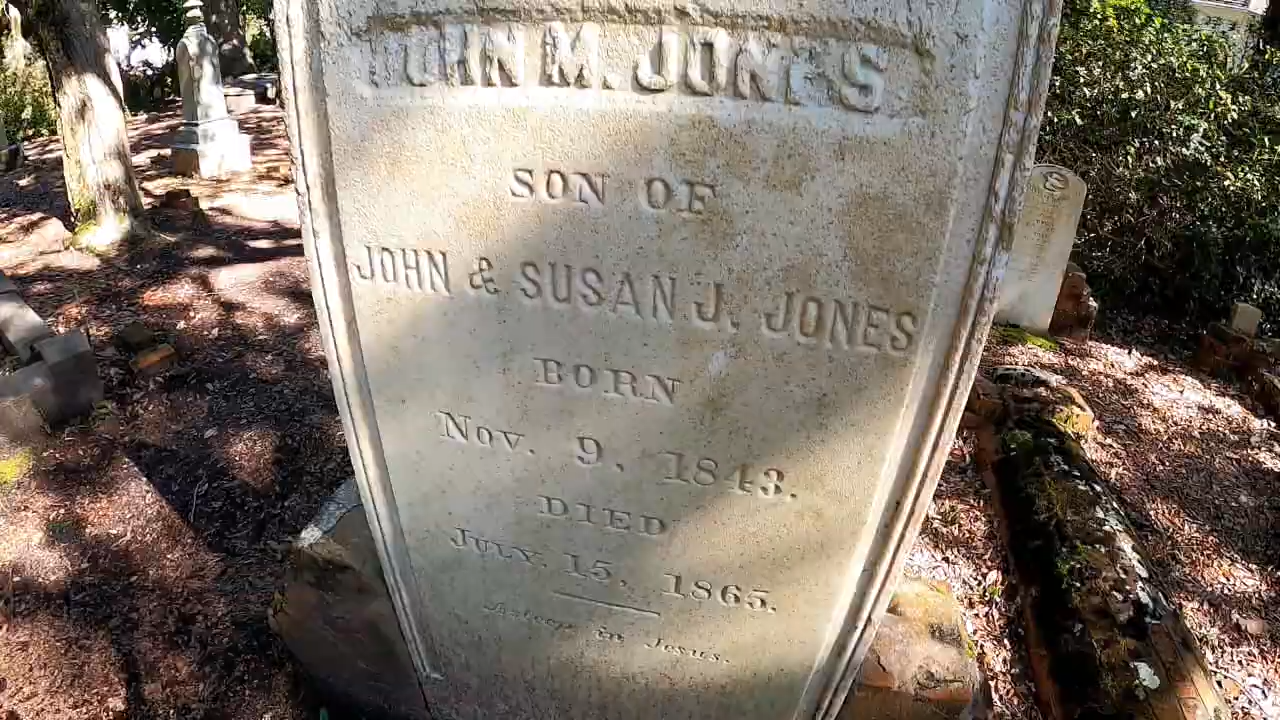 JOHN M. JONES
SON OF
JOHN & SUSAN J. JONES
BORN
NOV. 9. 1843.
DIED
JULY. 15, 1865.
Asleep in Jesus.